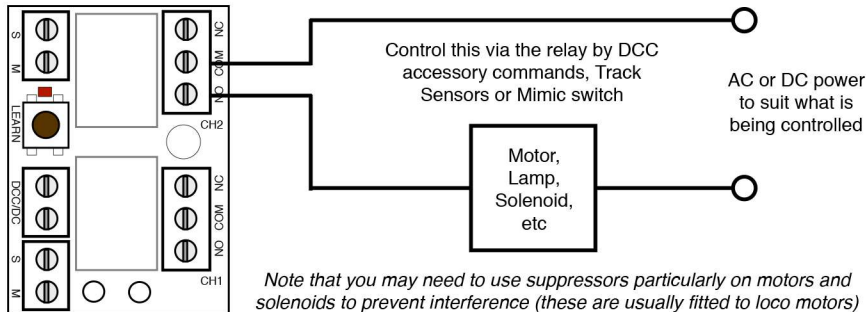 S
M
LEARN
DCC/DC
S
M
NC
COM
NO
CH2
NC
COM
NO
CH1
Control this via the relay by DCC
accessory commands, Track
Sensors or Mimic switch
AC or DC power
to suit what is
being controlled
Motor,
Lamp,
Solenoid,
etc
Note that you may need to use suppressors particularly on motors and
solenoids to prevent interference (these are usually fitted to loco motors)